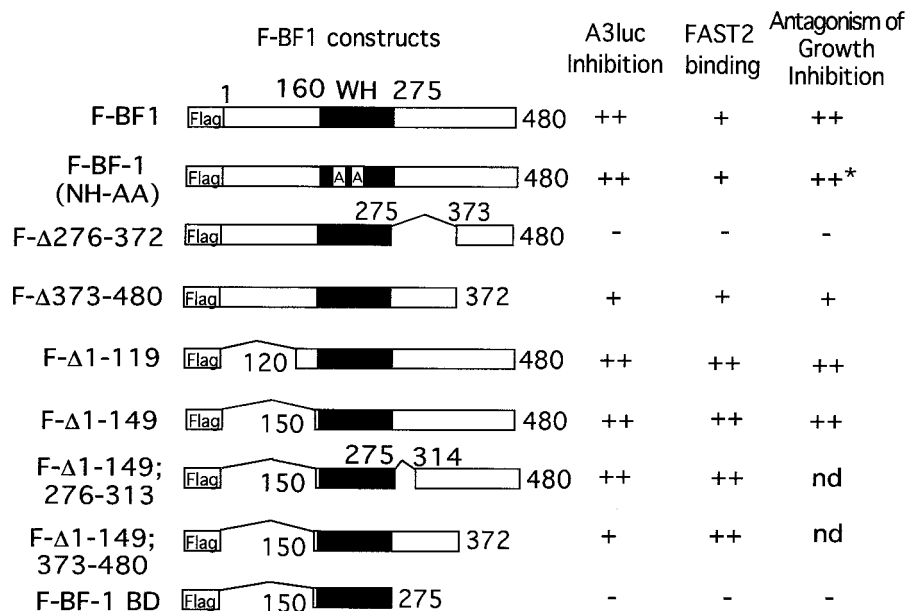 F-BF1 constructs
A3luc Inhibition
FAST2 binding
Antagonism of Growth Inhibition
1 160 WH 275
F-BF1 Flag 480 ++ + ++
F-BF-1 (NH-AA) Flag A A 480 ++ + ++*
275 373
F-Δ276-372 Flag 480 - - -
F-Δ373-480 Flag 372 + + +
F-Δ1-119 Flag 120 480 ++ ++ ++
F-Δ1-149 Flag 150 480 ++ ++ ++
275 314
F-Δ1-149; 276-313 Flag 150 480 ++ ++ nd
F-Δ1-149; 373-480 Flag 150 372 + ++ nd
F-BF-1 BD Flag 150 275 - - -